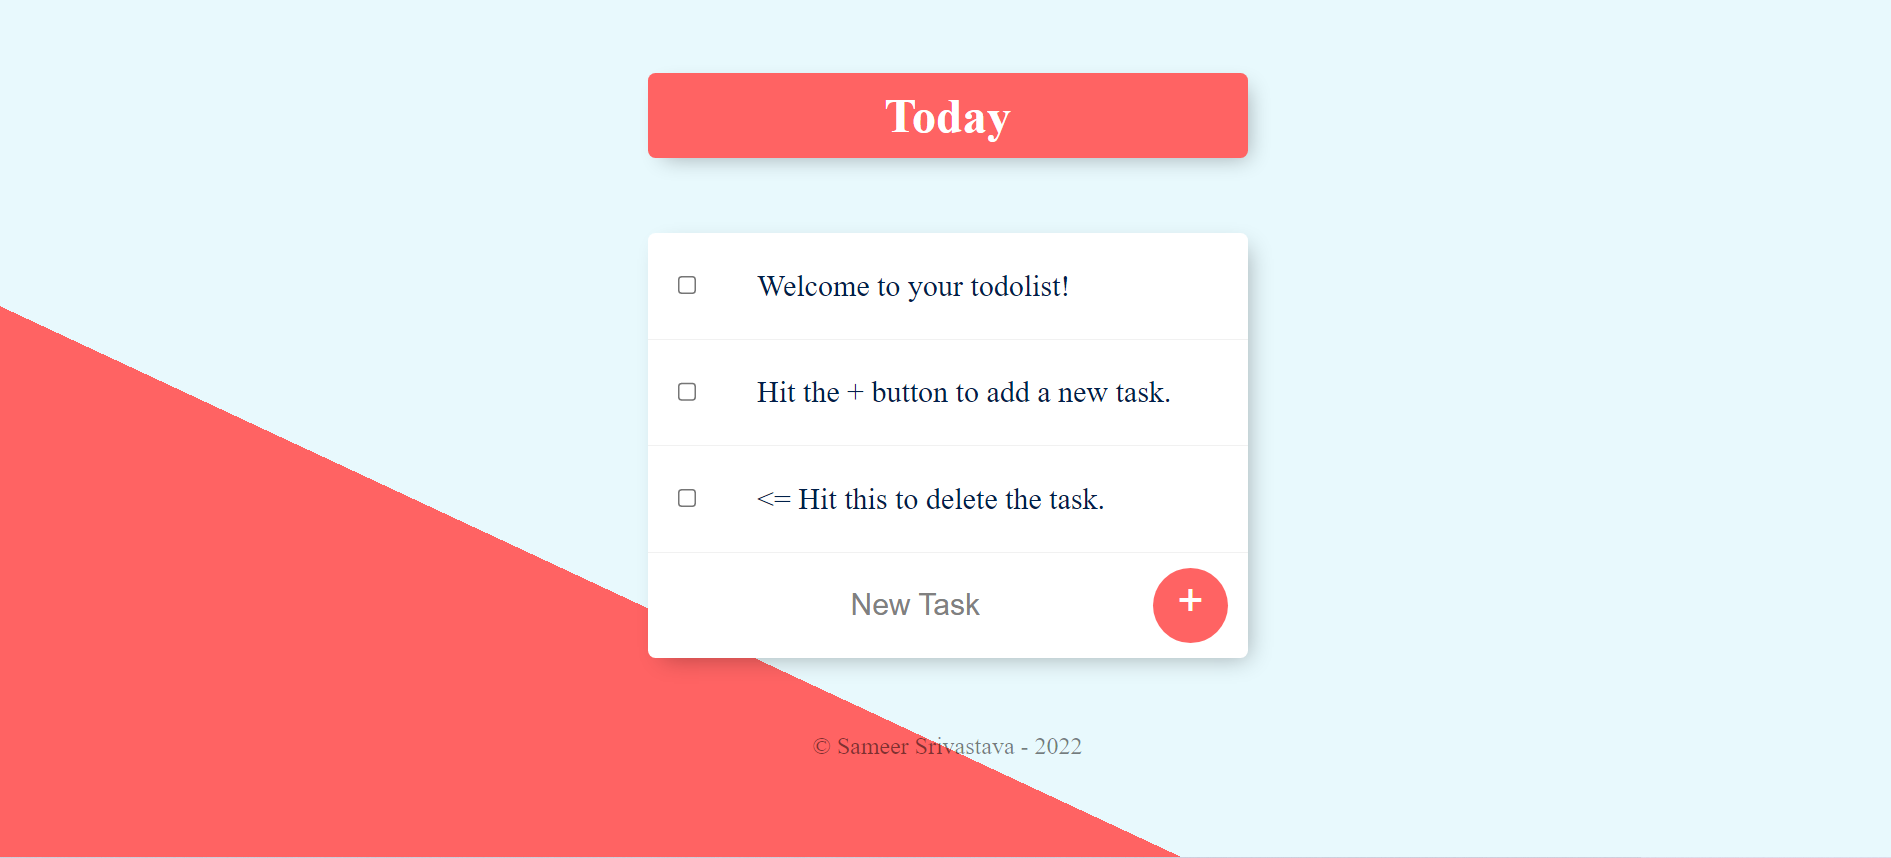 Today
Welcome to your todolist!
Hit the + button to add a new task.
<= Hit this to delete the task.
New Task
+
© Sameer Srivastava - 2022